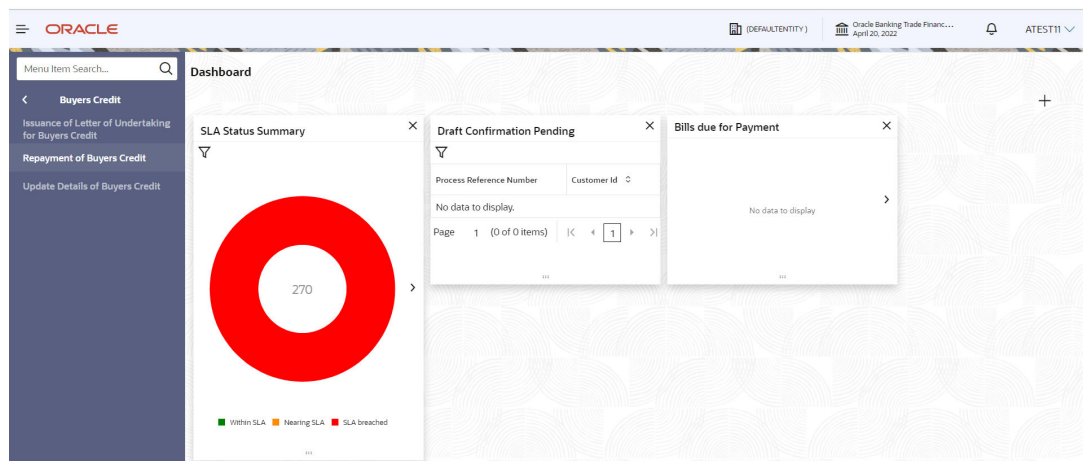 ORACLE
(DEFAULTENTITY )
Oracle Banking Trade Financ...
April 20, 2022
ATEST11
Menu Item Search...
Buyers Credit
Issuance of Letter of Undertaking
for Buyers Credit
Repayment of Buyers Credit
Update Details of Buyers Credit
Dashboard
SLA Status Summary
270
Within SLA Nearing SLA SLA breached
Draft Confirmation Pending
Process Reference Number Customer Id
No data to display.
Page 1 (0 of 0 items) 1
Bills due for Payment
No data to display